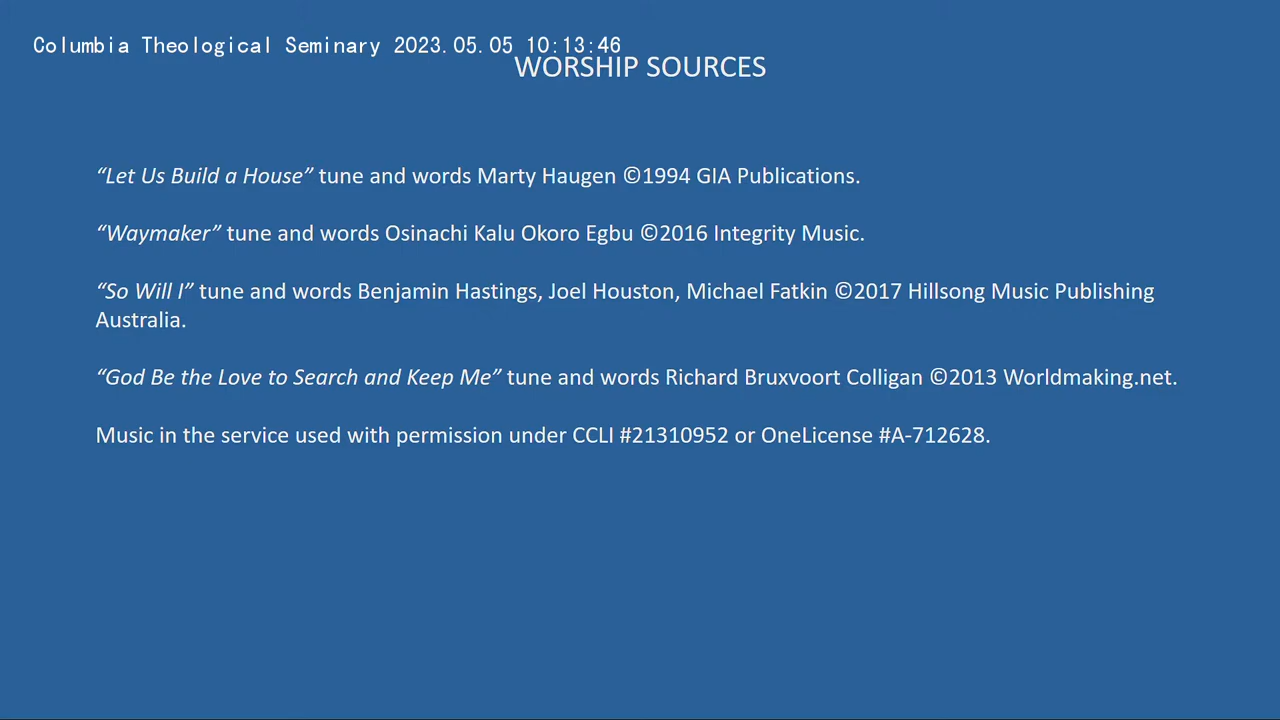 Columbia Theological Seminary 2023.05.05 10:13:46
WORSHIP SOURCES
“Let Us Build a House” tune and words Marty Haugen ©1994 GIA Publications.
“Waymaker” tune and words Osinachi Kalu Okoro Egbu ©2016 Integrity Music.
“So Will I” tune and words Benjamin Hastings, Joel Houston, Michael Fatkin ©2017 Hillsong Music Publishing
Australia.
“God Be the Love to Search and Keep Me” tune and words Richard Bruxvoort Colligan ©2013 Worldmaking.net.
Music in the service used with permission under CCLI #21310952 or OneLicense #A-712628.